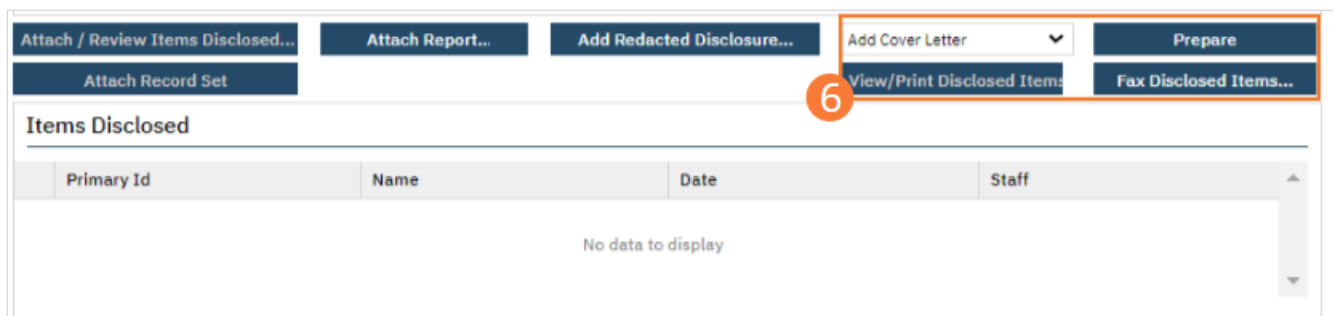 Attach / Review Items Disclosed... Attach Report... Add Redacted Disclosure... Add Cover Letter Prepare
Attach Record Set View/Print Disclosed Items Fax Disclosed Items...
6
Items Disclosed
Primary Id Name Date Staff
No data to display